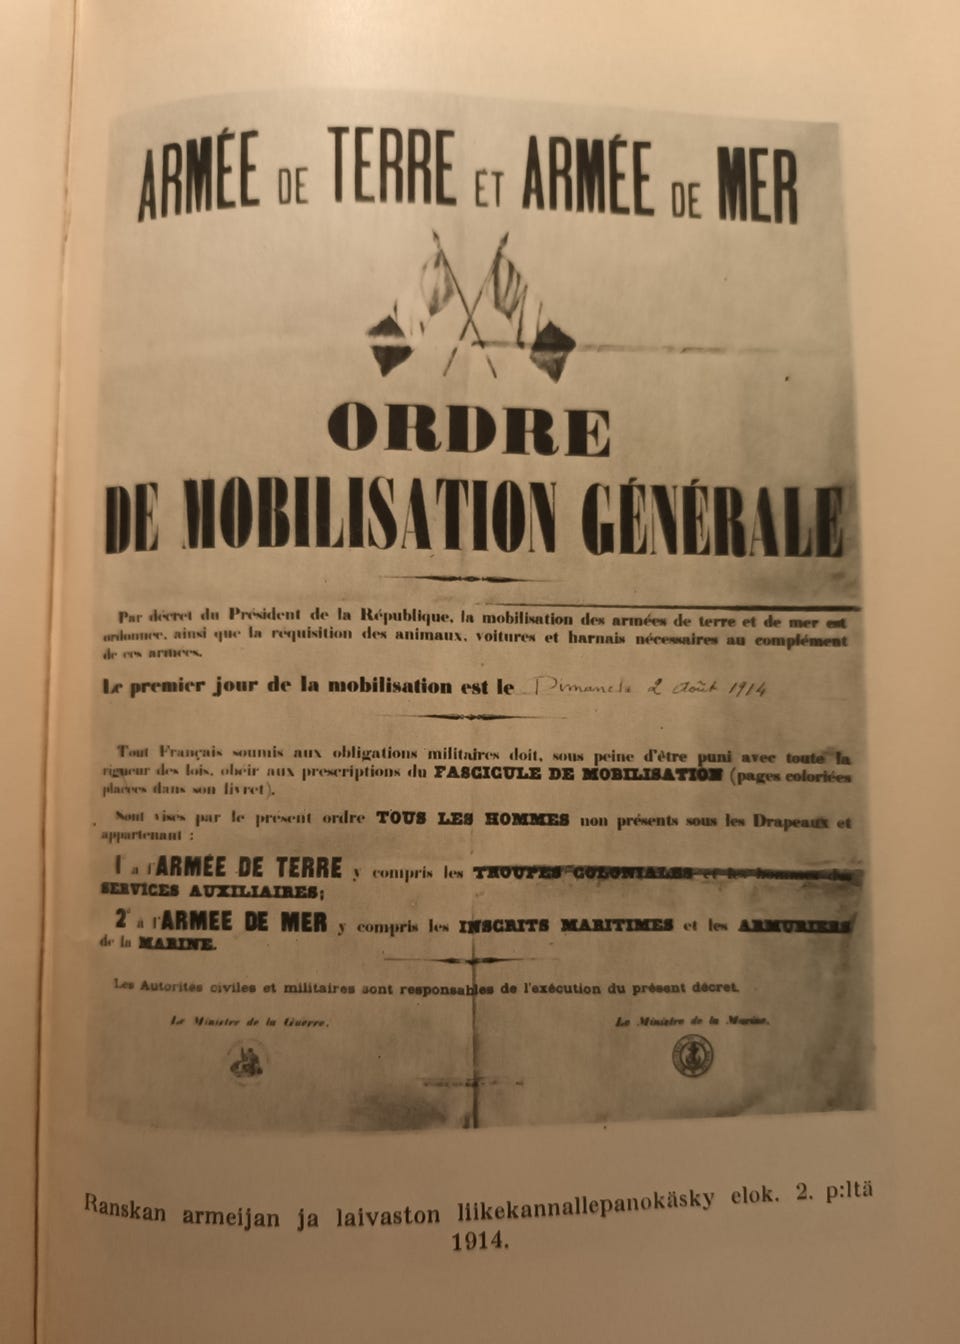 ARMÉE DE TERRE ET ARMÉE DE MER
ORDRE
DE MOBILISATION GÉNÉRALE
Par décret du Président de la République, la mobilisation des armées de terre et de mer est
ordonnée, ainsi que la réquisition des animaux, voitures et harnais nécessaires au complément
de ces armées.
Le premier jour de la mobilisation est le Dimanche 2 août 1914
Tout Français soumis aux obligations militaires doit, sous peine d'être puni avec toute la
rigueur des lois, obéir aux prescriptions du FASCICULE DE MOBILISATION (pages coloriées
placées dans son livret).
Sont visés par le présent ordre TOUS LES HOMMES non présents sous les Drapeaux et
appartenant :
1° à l'ARMÉE DE TERRE y compris les TROUPES COLONIALES et les hommes des
SERVICES AUXILIAIRES;
2° à l'ARMÉE DE MER y compris les INSCRITS MARITIMES et les ARMURIERS
de la MARINE.
Les Autorités civiles et militaires sont responsables de l'exécution du présent décret.
Le Ministre de la Guerre, Le Ministre de la Marine,
Ranskan armeijan ja laivaston liikekannallepanokäsky elok. 2. p:ltä
1914.